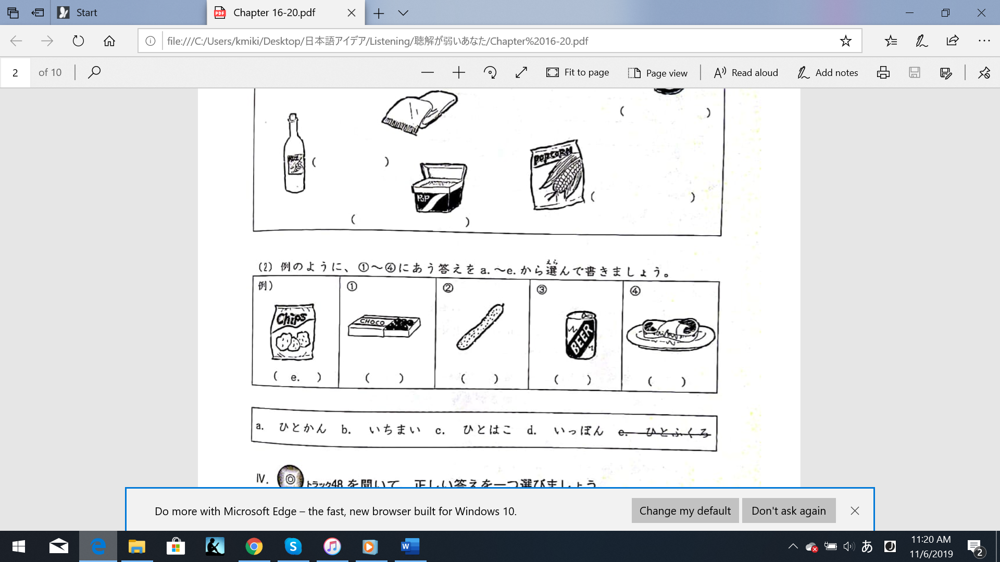 Start
Chapter 16-20.pdf
file:///C:/Users/kmiki/Desktop/日本語アイデア/Listening/聴解が弱いあなた/Chapter%2016-20.pdf
2 of 10
Fit to page
Page view
Read aloud
Add notes
( )
( )
POPCORN
( )
POP
( )
(2) 例のように、①～④にあう答えをa.～e.から選んで書きましょう。
えら
例) ① ② ③ ④
Chips
CHOCO
BEER
( e. ) ( ) ( ) ( ) ( )
a. ひとかん b. いちまい c. ひとはこ d. いっぽん e. ひとふくろ
Ⅳ. トラック48 を聞いて、正しい答えを一つ選びましょう
Do more with Microsoft Edge – the fast, new browser built for Windows 10.
Change my default
Don't ask again
あ
11:20 AM
11/6/2019
2